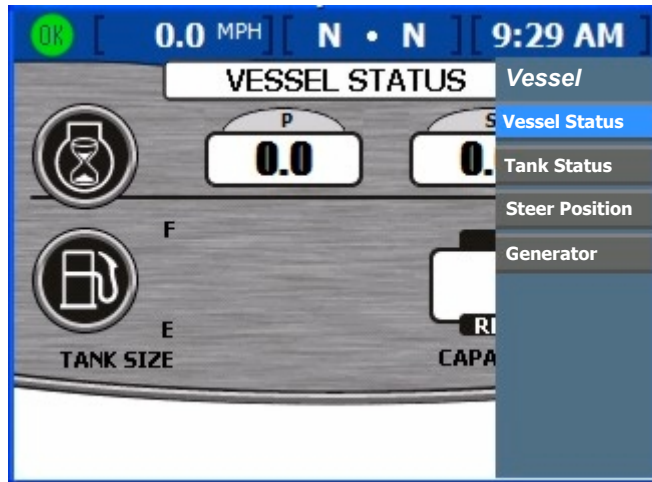 OK [ 0.0 MPH ] [ N • N ] [ 9:29 AM ]
VESSEL STATUS
Vessel
P
S
Vessel Status
0.0
0.
Tank Status
Steer Position
F
Generator
E
TANK SIZE